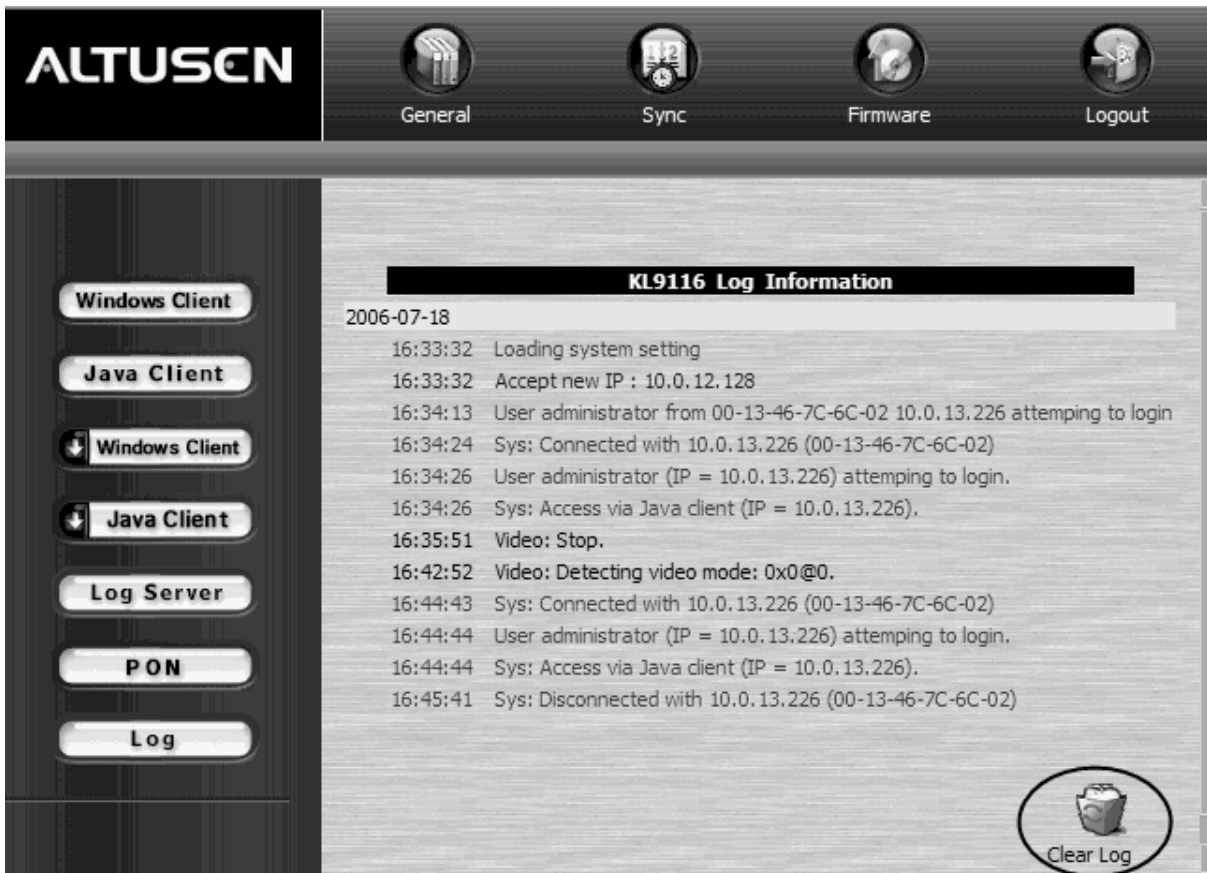 ALTUSEN
General
Sync
Firmware
Logout
Windows Client
Java Client
Windows Client
Java Client
Log Server
PON
Log
KL9116 Log Information
2006-07-18
16:33:32 Loading system setting
16:33:32 Accept new IP : 10.0.12.128
16:34:13 User administrator from 00-13-46-7C-6C-02 10.0.13.226 attemping to login
16:34:24 Sys: Connected with 10.0.13.226 (00-13-46-7C-6C-02)
16:34:26 User administrator (IP = 10.0.13.226) attemping to login.
16:34:26 Sys: Access via Java client (IP = 10.0.13.226).
16:35:51 Video: Stop.
16:42:52 Video: Detecting video mode: 0x0@0.
16:44:43 Sys: Connected with 10.0.13.226 (00-13-46-7C-6C-02)
16:44:44 User administrator (IP = 10.0.13.226) attemping to login.
16:44:44 Sys: Access via Java client (IP = 10.0.13.226).
16:45:41 Sys: Disconnected with 10.0.13.226 (00-13-46-7C-6C-02)
Clear Log